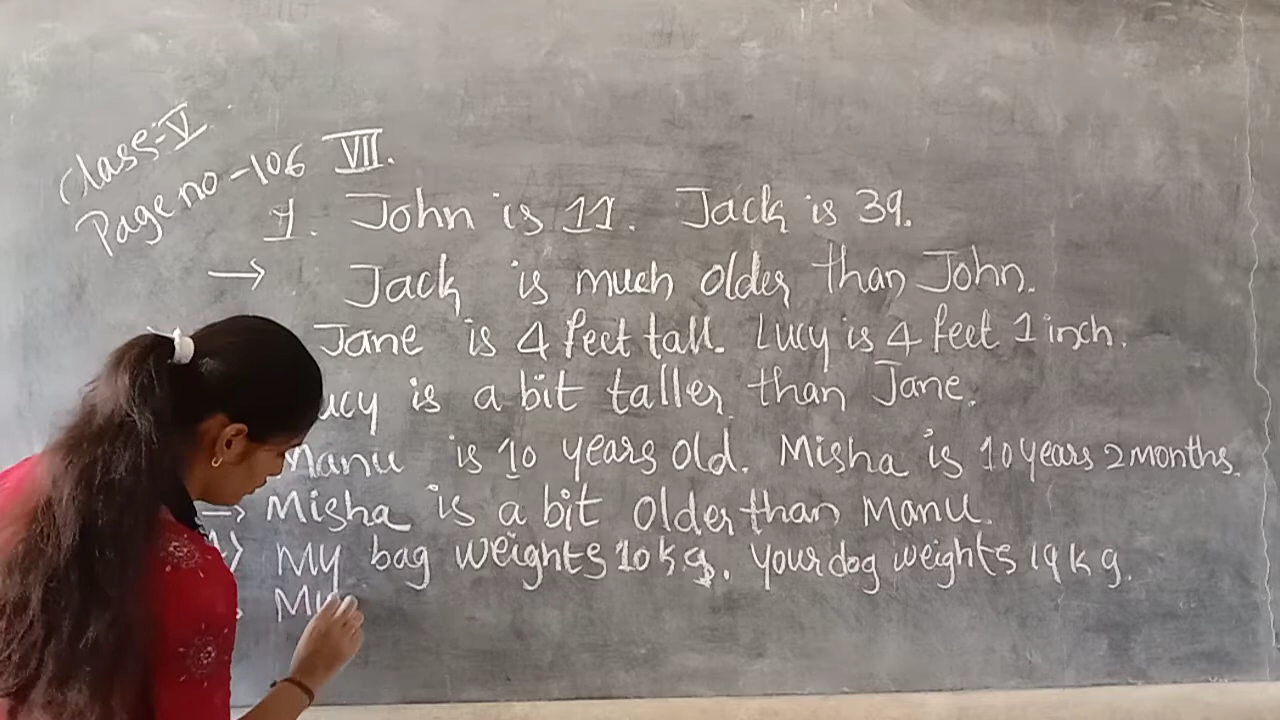 Class:-V
Page no-106 VII.
1. John is 11. Jack is 39.
→ Jack is much older than John.
Jane is 4 feet tall. Lucy is 4 feet 1 inch.
ucy is a bit taller than Jane.
Manu is 10 years old. Misha is 10 years 2 months.
→ Misha is a bit older than Manu.
My bag weights 10 kg. Your dog weights 19 kg.
My